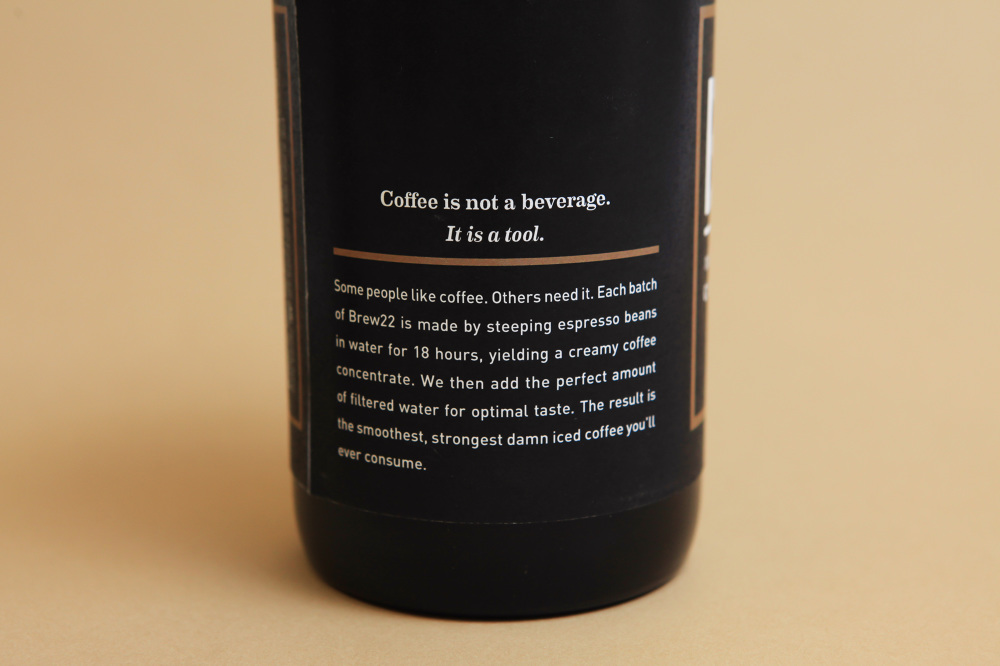 Coffee is not a beverage.
It is a tool.
Some people like coffee. Others need it. Each batch
of Brew22 is made by steeping espresso beans
in water for 18 hours, yielding a creamy coffee
concentrate. We then add the perfect amount
of filtered water for optimal taste. The result is
the smoothest, strongest damn iced coffee you'll
ever consume.